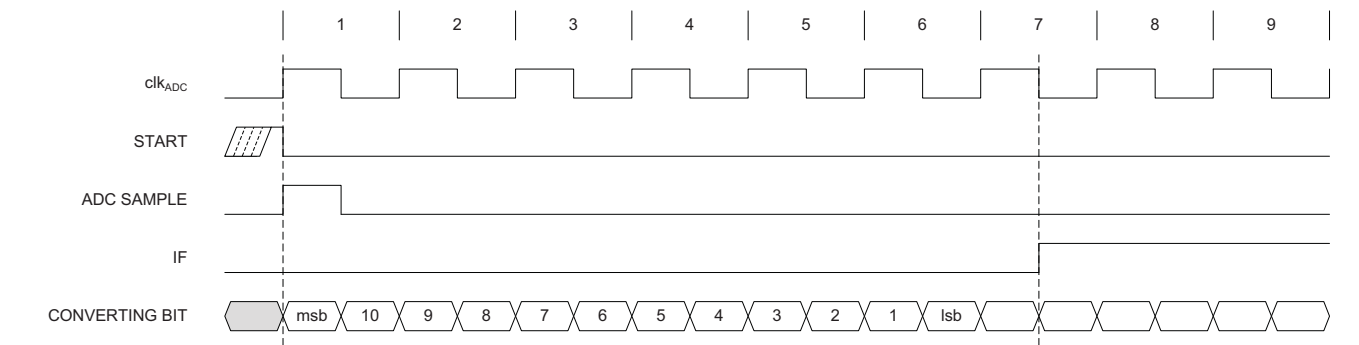 1 2 3 4 5 6 7 8 9
clkADC
START
ADC SAMPLE
IF
CONVERTING BIT msb 10 9 8 7 6 5 4 3 2 1 lsb